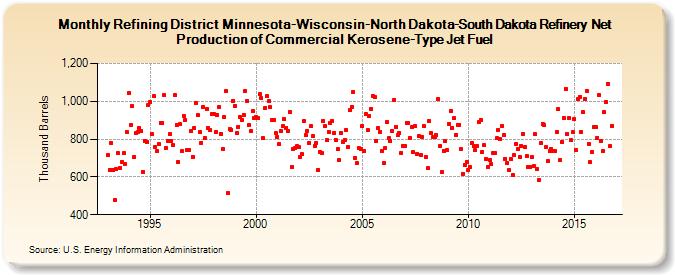 Monthly Refining District Minnesota-Wisconsin-North Dakota-South Dakota Refinery Net
Production of Commercial Kerosene-Type Jet Fuel
Thousand Barrels
1,200
1,000
800
600
400
1995
2000
2005
2010
2015
Source: U.S. Energy Information Administration